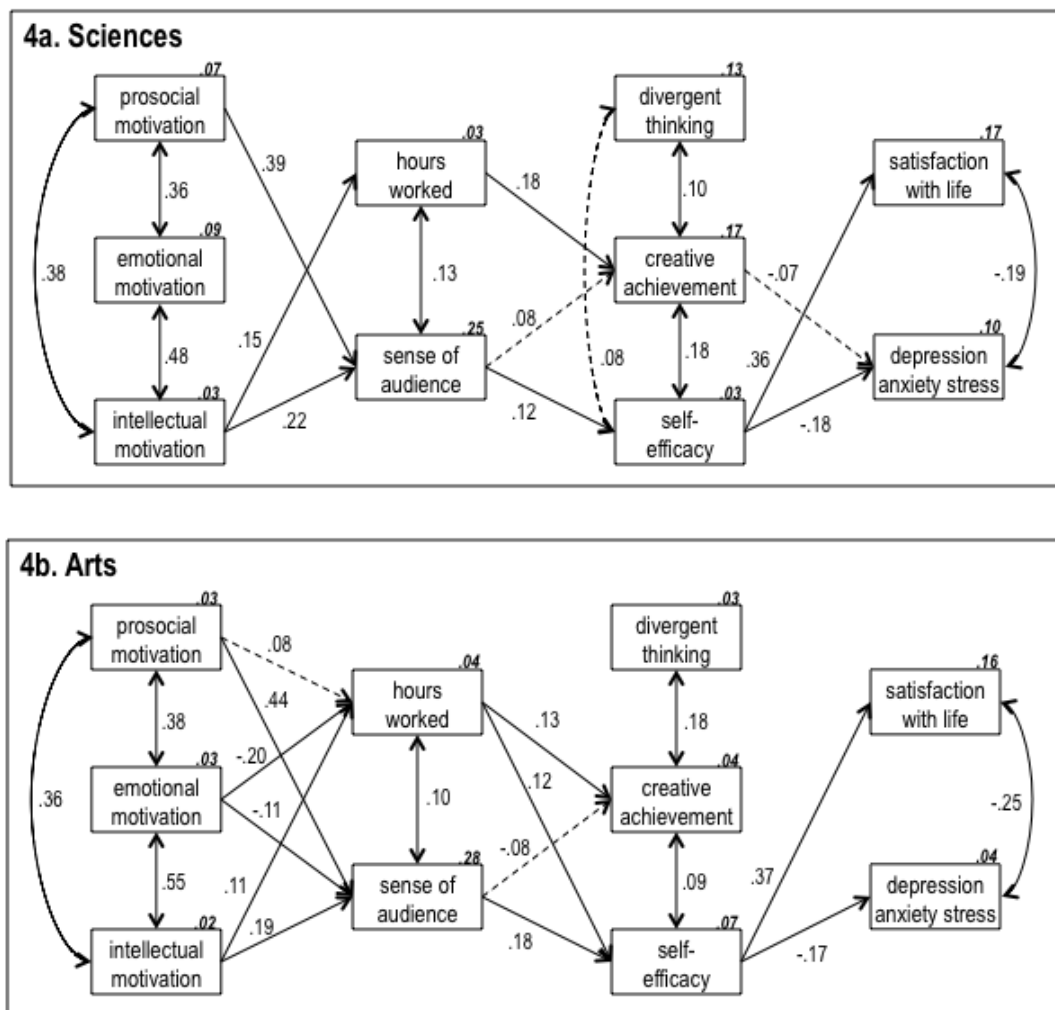 4a. Sciences
.07
prosocial
motivation
.13
divergent
thinking
.03
hours
worked
.17
satisfaction
with life
.39
.18
.36
.10
.09
emotional
motivation
.17
creative
achievement
-.07
.38
.13
-.19
.48
.15
.25
sense of
audience
.08
.18
.08
.36
.10
depression
anxiety stress
.03
intellectual
motivation
.22
.12
.03
self-
efficacy
-.18
4b. Arts
.03
prosocial
motivation
.03
divergent
thinking
.08
.04
hours
worked
.16
satisfaction
with life
.44
.38
.13
.18
-.20
.03
emotional
motivation
.12
.04
creative
achievement
.36
.10
-.25
-.11
-.08
.55
.11
.28
sense of
audience
.09
.37
.04
depression
anxiety stress
.02
intellectual
motivation
.19
.18
.07
self-
efficacy
-.17